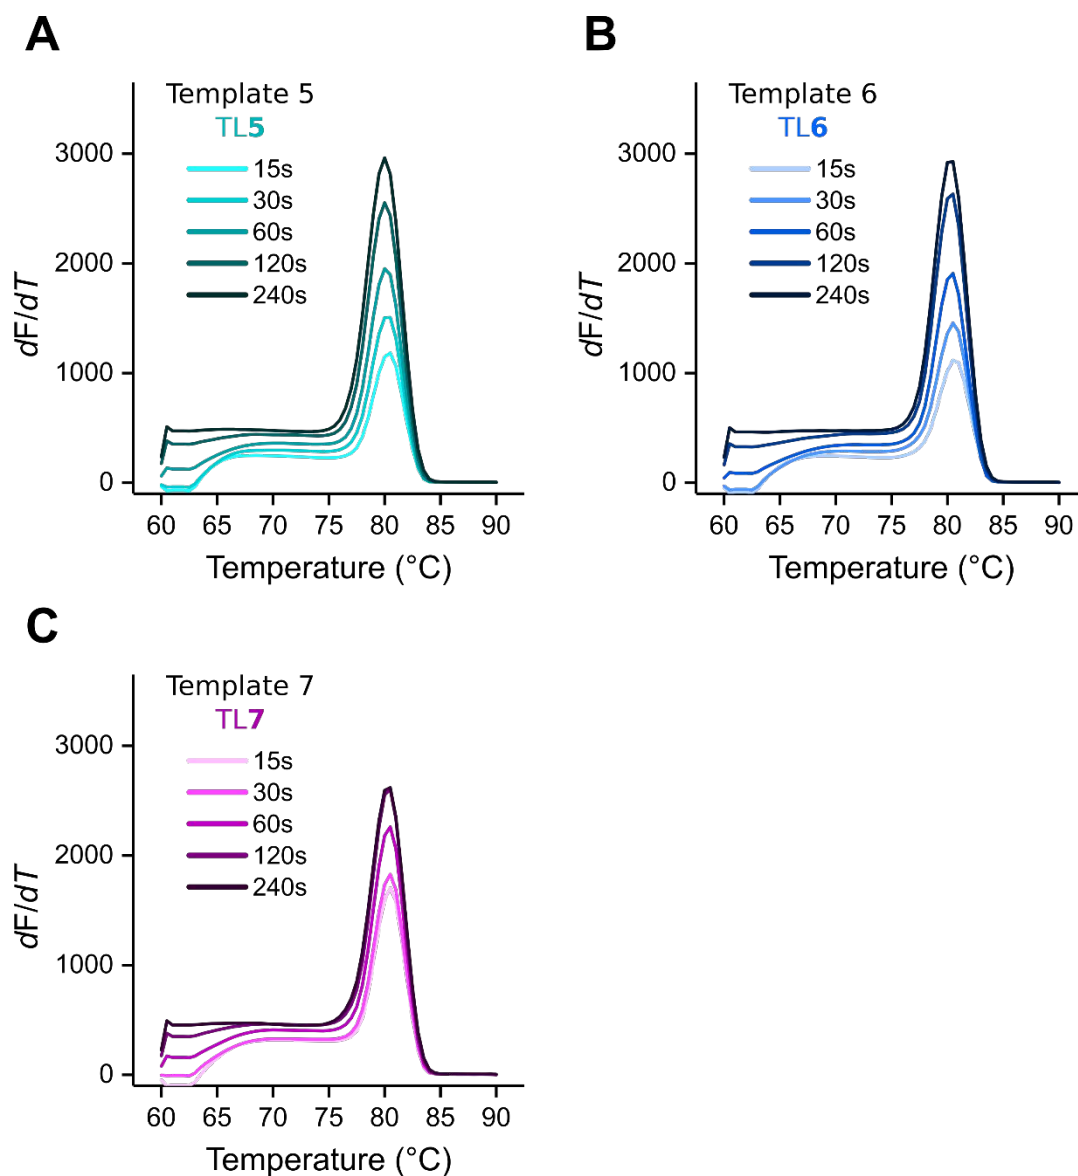 A
Template 5
TL5
15s
30s
60s
120s
240s
3000
2000
1000
0
dF/dT
60 65 70 75 80 85 90
Temperature (°C)
B
Template 6
TL6
15s
30s
60s
120s
240s
3000
2000
1000
0
dF/dT
60 65 70 75 80 85 90
Temperature (°C)
C
Template 7
TL7
15s
30s
60s
120s
240s
3000
2000
1000
0
dF/dT
60 65 70 75 80 85 90
Temperature (°C)